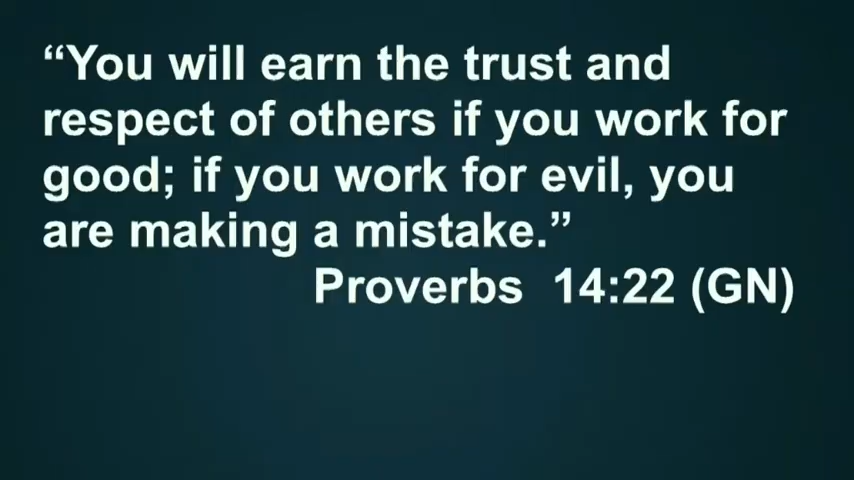 “You will earn the trust and
respect of others if you work for
good; if you work for evil, you
are making a mistake.”
Proverbs 14:22 (GN)